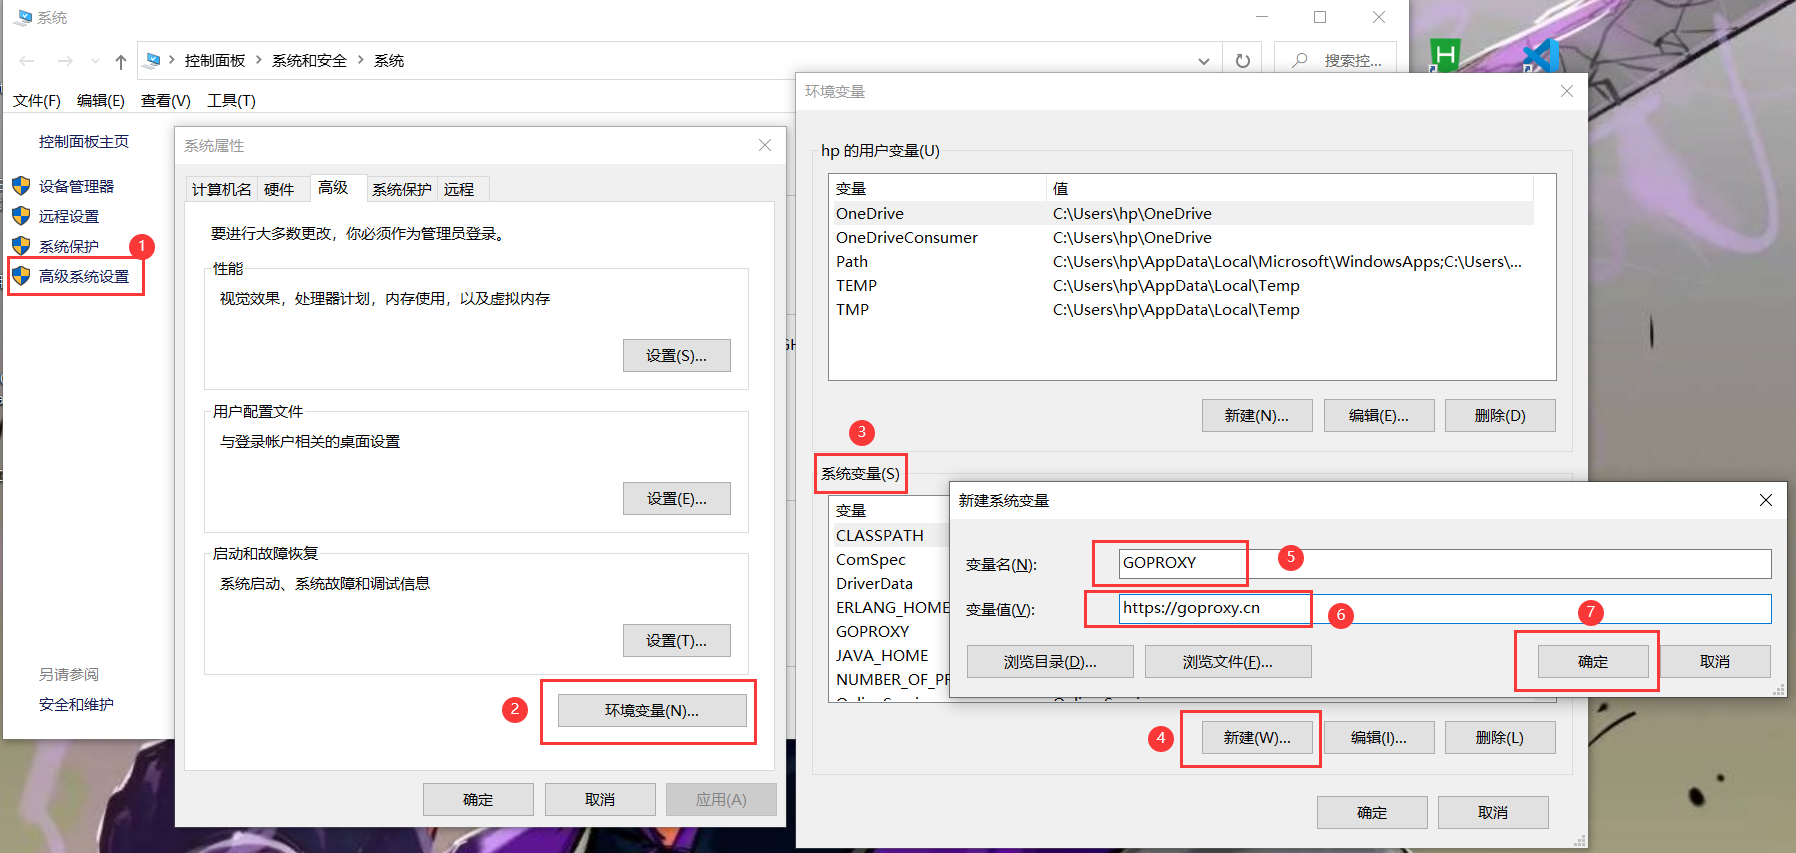 系统
控制面板 > 系统和安全 > 系统
搜索控...
文件(F) 编辑(E) 查看(V) 工具(T)
控制面板主页
设备管理器
远程设置
系统保护
1
高级系统设置
另请参阅
安全和维护
系统属性
计算机名 硬件 高级 系统保护 远程
要进行大多数更改，你必须作为管理员登录。
性能
视觉效果，处理器计划，内存使用，以及虚拟内存
设置(S)...
用户配置文件
与登录帐户相关的桌面设置
设置(E)...
启动和故障恢复
系统启动、系统故障和调试信息
设置(T)...
2
环境变量(N)...
确定 取消 应用(A)
环境变量
hp 的用户变量(U)
变量 值
OneDrive C:\Users\hp\OneDrive
OneDriveConsumer C:\Users\hp\OneDrive
Path C:\Users\hp\AppData\Local\Microsoft\WindowsApps;C:\Users\...
TEMP C:\Users\hp\AppData\Local\Temp
TMP C:\Users\hp\AppData\Local\Temp
新建(N)... 编辑(E)... 删除(D)
3
系统变量(S)
变量
CLASSPATH
ComSpec
DriverData
ERLANG_HOME
GOPROXY
JAVA_HOME
NUMBER_OF_PR
4
新建(W)... 编辑(I)... 删除(L)
确定 取消
新建系统变量
变量名(N): GOPROXY 5
变量值(V): https://goproxy.cn 6
7
浏览目录(D)... 浏览文件(F)... 确定 取消
H